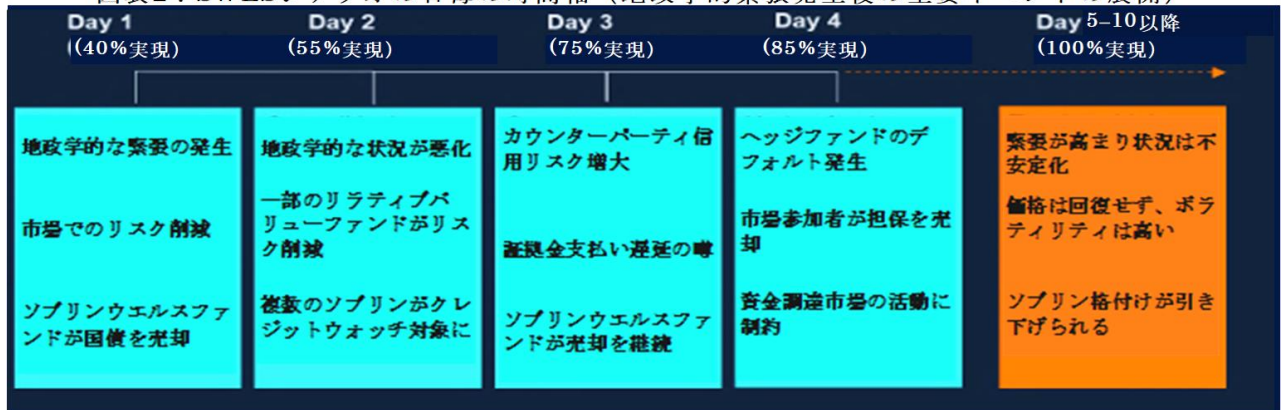 Day 1
(40%実現)
Day 2
(55%実現)
Day 3
(75%実現)
Day 4
(85%実現)
Day 5–10以降
(100%実現)
地政学的な緊張の発生
市場でのリスク削減
ソブリンウエルスファ
ンドが国債を売却
地政学的な状況が悪化
一部のリラティブバ
リューファンドがリス
ク削減
複数のソブリンがクレ
ジットウォッチ対象に
カウンターパーティ信
用リスク増大
証拠金支払い遅延の噂
ソブリンウエルスファ
ンドが売却を継続
ヘッジファンドのデ
フォルト発生
市場参加者が担保を売
却
資金調達市場の活動に
制約
緊張が高まり状況は不
安定化
価格は回復せず、ボラ
ティリティは高い
ソブリン格付けが引き
下げられる